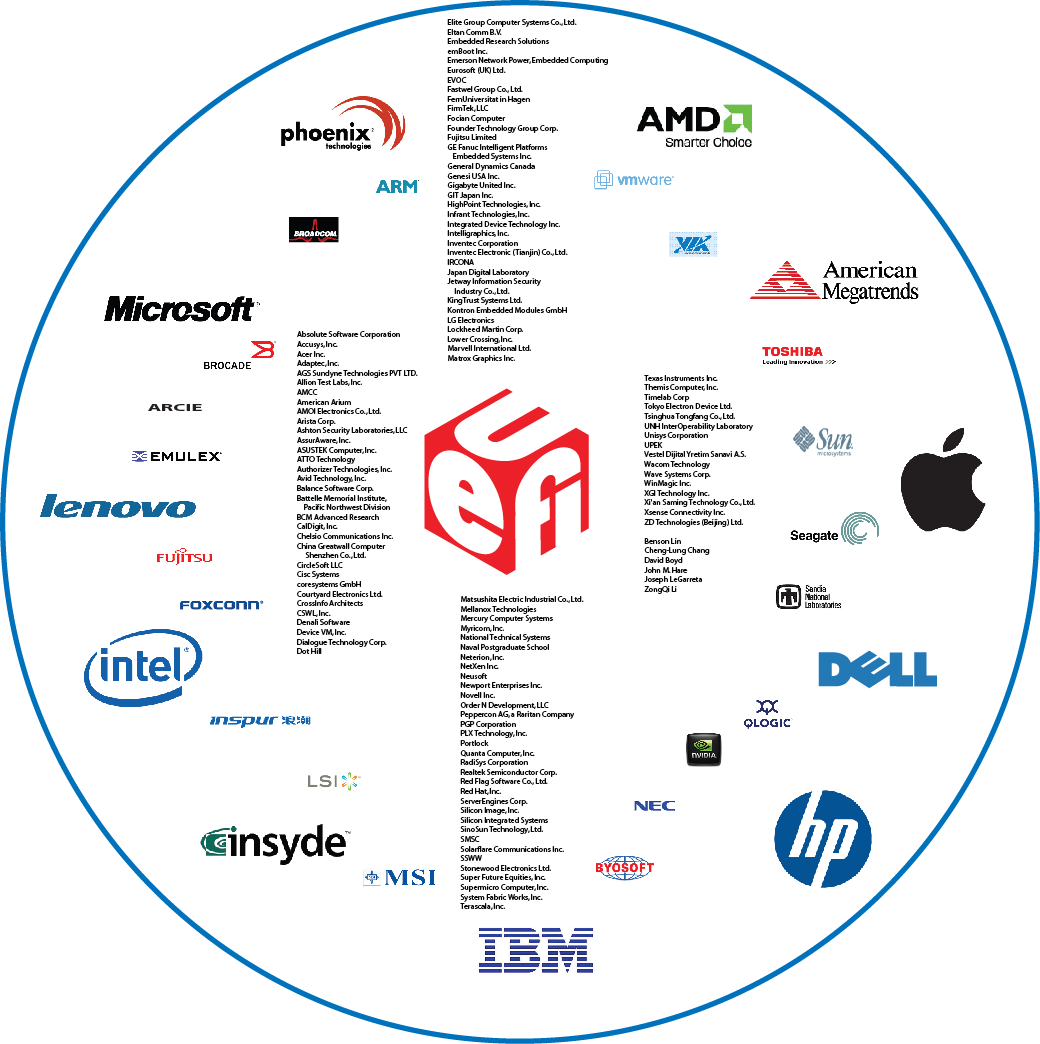 Elite Group Computer Systems Co., Ltd.
Eltan Comm B.V.
Embedded Research Solutions
emBoot Inc.
Emerson Network Power, Embedded Computing
Eurosoft (UK) Ltd.
EVOC
Fastwel Group Co., Ltd.
FernUniversitat in Hagen
FirmTek, LLC
Focian Computer
Founder Technology Group Corp.
Fujitsu Limited
GE Fanuc Intelligent Platforms
Embedded Systems Inc.
General Dynamics Canada
Genesi USA Inc.
Gigabyte United Inc.
GIT Japan Inc.
HighPoint Technologies, Inc.
Infrant Technologies, Inc.
Integrated Device Technology Inc.
Intelligraphics, Inc.
Inventec Corporation
Inventec Electronic (Tianjin) Co., Ltd.
IRCONA
Japan Digital Laboratory
Jetway Information Security
Industry Co., Ltd.
KingTrust Systems Ltd.
Kontron Embedded Modules GmbH
LG Electronics
Lockheed Martin Corp.
Lower Crossing, Inc.
Marvell International Ltd.
Matrox Graphics Inc.
phoenix
technologies
ARM
BROADCOM
Microsoft
BROCADE
ARCIE
EMULEX
lenovo
FUJITSU
FOXCONN
intel
inspur 浪潮
LSI
insyde
MSI
Absolute Software Corporation
Accusys, Inc.
Acer Inc.
Adaptec, Inc.
AGS Sundyne Technologies PVT LTD.
Allion Test Labs, Inc.
AMCC
American Arium
AMOI Electronics Co., Ltd.
Arista Corp.
Ashton Security Laboratories, LLC
AssurAware, Inc.
ASUSTEK Computer, Inc.
ATTO Technology
Authorizer Technologies, Inc.
Avid Technology, Inc.
Balance Software Corp.
Battelle Memorial Institute,
Pacific Northwest Division
BCM Advanced Research
CalDigit, Inc.
Chelsio Communications Inc.
China Greatwall Computer
Shenzhen Co., Ltd.
CircleSoft LLC
Cisc Systems
coresystems GmbH
Courtyard Electronics Ltd.
CrossInfo Architects
CSWL, Inc.
Denali Software
Device VM, Inc.
Dialogue Technology Corp.
Dot Hill
UEFI
Matsushita Electric Industrial Co., Ltd.
Mellanox Technologies
Mercury Computer Systems
Myricom, Inc.
National Technical Systems
Naval Postgraduate School
Neterion, Inc.
NetXen Inc.
Neusoft
Newport Enterprises Inc.
Novell Inc.
Order N Development, LLC
Peppercon AG, a Raritan Company
PGP Corporation
PLX Technology, Inc.
Portlock
Quanta Computer, Inc.
RadiSys Corporation
Realtek Semiconductor Corp.
Red Flag Software Co., Ltd.
Red Hat, Inc.
ServerEngines Corp.
Silicon Image, Inc.
Silicon Integrated Systems
SinoSun Technology, Ltd.
SMSC
Solarflare Communications Inc.
SSWW
Stonewood Electronics Ltd.
Super Future Equities, Inc.
Supermicro Computer, Inc.
System Fabric Works, Inc.
Terascala, Inc.
IBM
AMD
Smarter Choice
vmware
VIA
American
Megatrends
TOSHIBA
Leading Innovation >>>
Texas Instruments Inc.
Themis Computer, Inc.
Timelab Corp
Tokyo Electron Device Ltd.
Tsinghua Tongfang Co., Ltd.
UNH InterOperability Laboratory
Unisys Corporation
UPEK
Vestel Dijital Yretim Sanavi A.S.
Wacom Technology
Wave Systems Corp.
WinMagic Inc.
XGI Technology Inc.
Xi'an Saming Technology Co., Ltd.
Xsense Connectivity Inc.
ZD Technologies (Beijing) Ltd.
Benson Lin
Cheng-Lung Chang
David Boyd
John M. Hare
Joseph LeGarreta
ZongQi Li
Sun
microsystems
Seagate
Sandia
National
Laboratories
DELL
QLOGIC
NVIDIA
NEC
hp
BYOSOFT